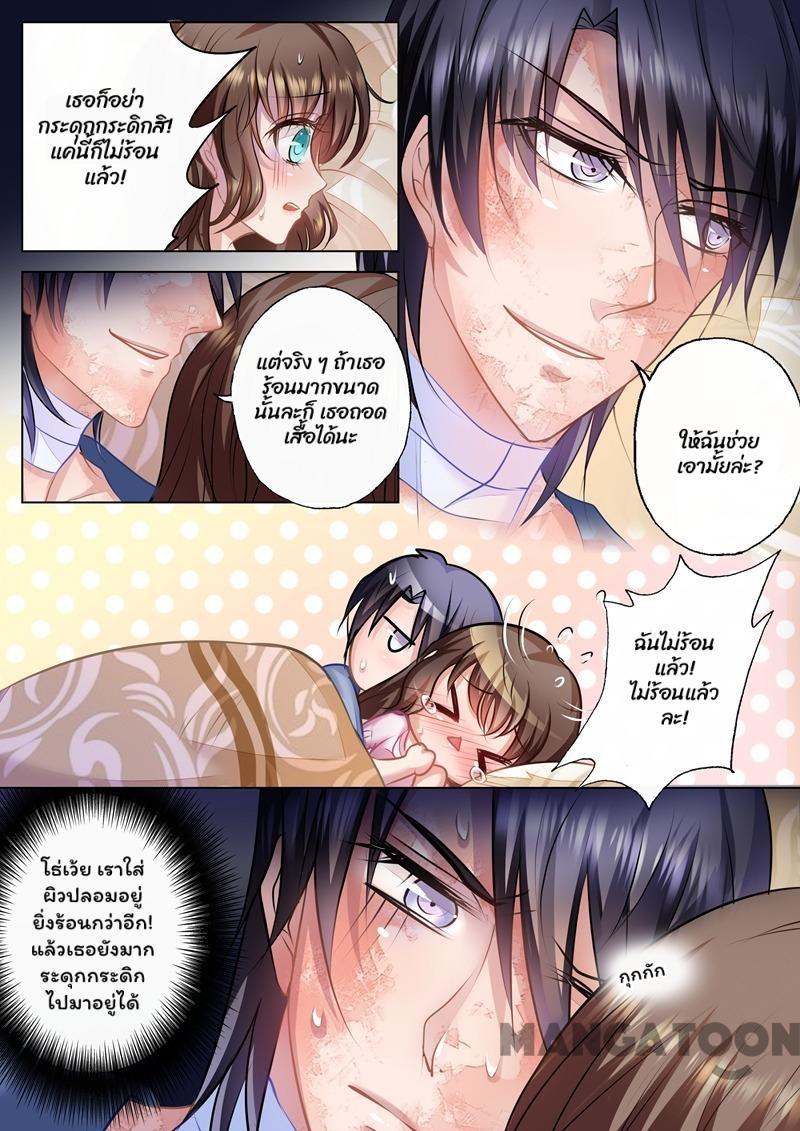 เธอก็อย่า
กระดุกกระดิกสิ!
แค่นี้ก็ไม่ร้อน
แล้ว!
แต่จริง ๆ ถ้าเธอ
ร้อนมากขนาด
นั้นละก็ เธอถอด
เสื้อได้นะ
ให้ฉันช่วย
เอามั้ยล่ะ?
ฉันไม่ร้อน
แล้ว!
ไม่ร้อนแล้ว
ละ!
โธ่เว้ย เราใส่
ผิวปลอมอยู่
ยิ่งร้อนกว่าอีก!
แล้วเธอยังมาก
ระดุกกระดิก
ไปมาอยู่ได้
กุกกัก
MANGATOON